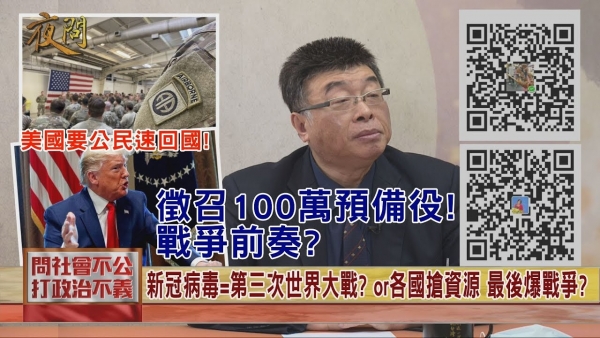 夜問
AIRBORNE
美國要公民速回國!
徵召100萬預備役!
戰爭前奏?
問社會不公
打政治不義
新冠病毒=第三次世界大戰? or各國搶資源 最後爆戰爭?